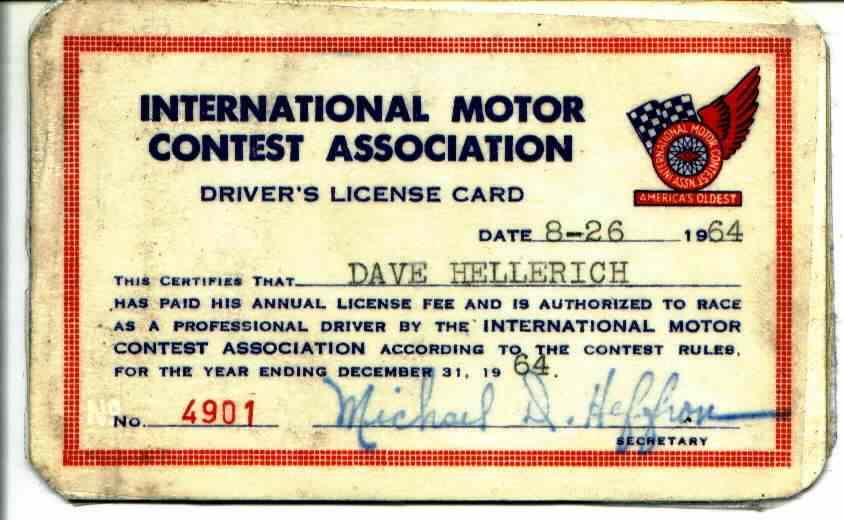 INTERNATIONAL MOTOR
CONTEST ASSOCIATION
DRIVER'S LICENSE CARD
INTERNATIONAL MOTOR CONTEST ASSN.
AMERICA'S OLDEST
DATE 8-26 1964
THIS CERTIFIES THAT DAVE HELLERICH
HAS PAID HIS ANNUAL LICENSE FEE AND IS AUTHORIZED TO RACE
AS A PROFESSIONAL DRIVER BY THE INTERNATIONAL MOTOR
CONTEST ASSOCIATION ACCORDING TO THE CONTEST RULES,
FOR THE YEAR ENDING DECEMBER 31, 19 64.
No. 4901 Michael D. Heffron
SECRETARY